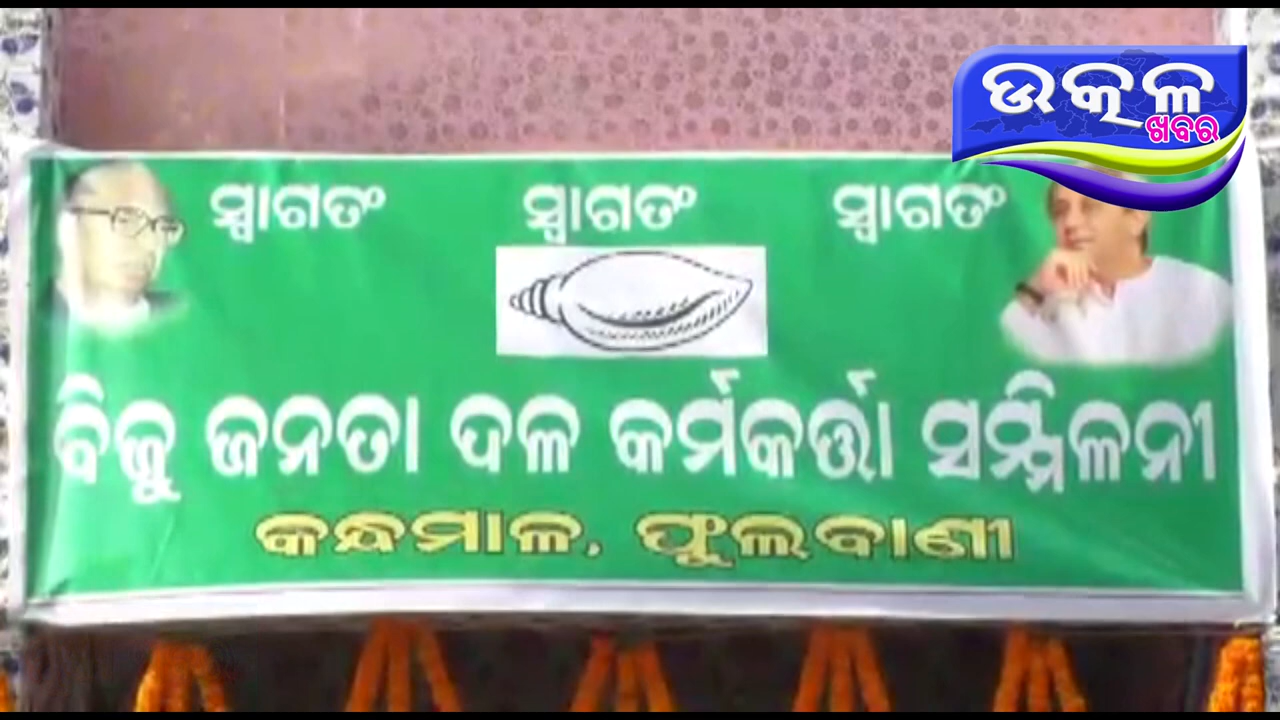 ଉତ୍କଳ
ଖବର
ସ୍ୱାଗତଂ ସ୍ୱାଗତଂ ସ୍ୱାଗତଂ
ବିଜୁ ଜନତା ଦଳ କର୍ମକର୍ତ୍ତା ସମ୍ମିଳନୀ
କନ୍ଧମାଳ, ଫୁଲବାଣୀ